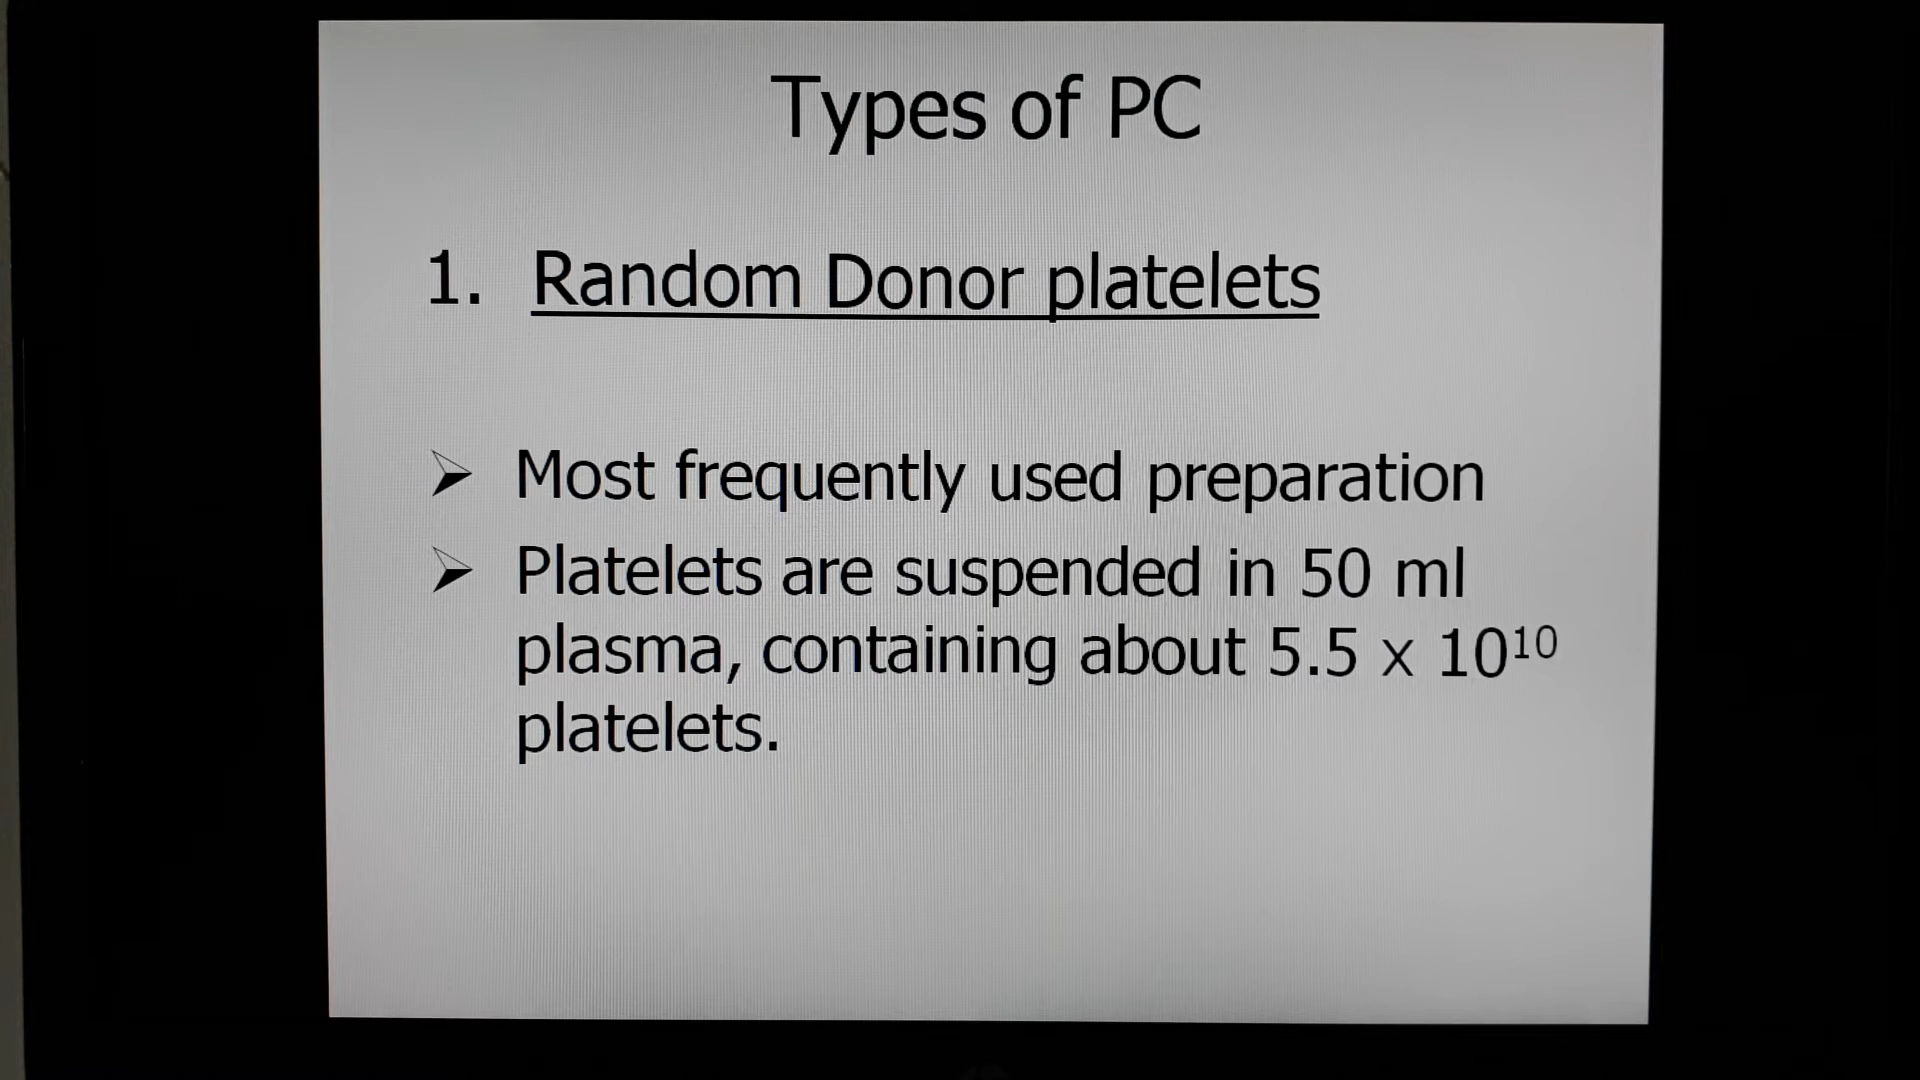 Types of PC
1. Random Donor platelets
➢ Most frequently used preparation
➢ Platelets are suspended in 50 ml
plasma, containing about 5.5 x 10¹⁰
platelets.